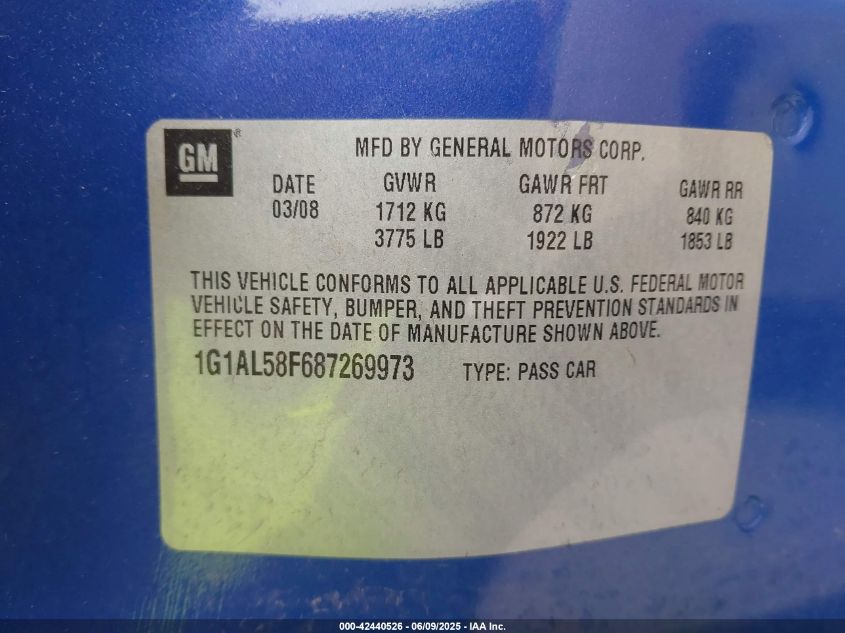 GM ®
MFD BY GENERAL MOTORS CORP.
DATE GVWR GAWR FRT GAWR RR
03/08 1712 KG 872 KG 840 KG
3775 LB 1922 LB 1853 LB
THIS VEHICLE CONFORMS TO ALL APPLICABLE U.S. FEDERAL MOTOR
VEHICLE SAFETY, BUMPER, AND THEFT PREVENTION STANDARDS IN
EFFECT ON THE DATE OF MANUFACTURE SHOWN ABOVE.
1G1AL58F687269973 TYPE: PASS CAR
000-42440526 - 06/09/2025 - IAA Inc.